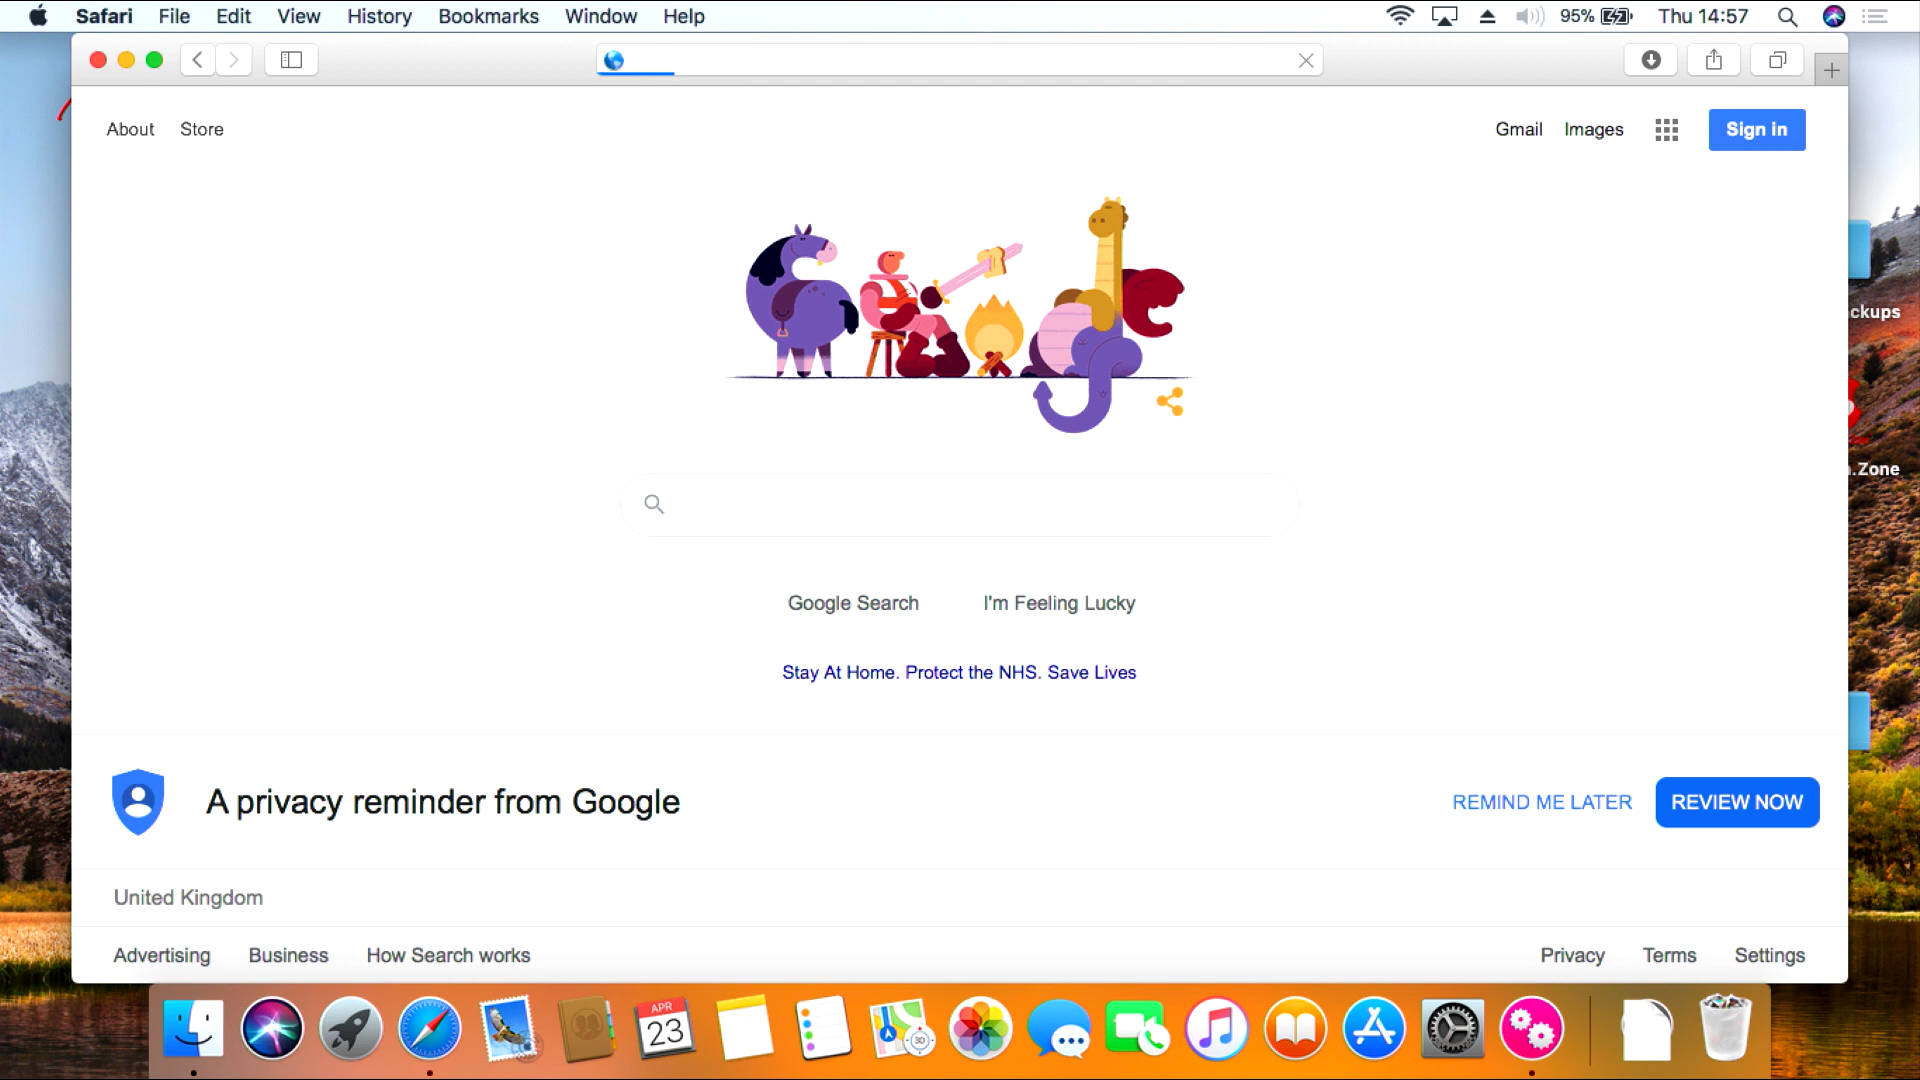 Safari File Edit View History Bookmarks Window Help 95% Thu 14:57
About Store Gmail Images Sign in
ckups
.Zone
Google Search I'm Feeling Lucky
Stay At Home. Protect the NHS. Save Lives
A privacy reminder from Google REMIND ME LATER REVIEW NOW
United Kingdom
Advertising Business How Search works Privacy Terms Settings
APR
23
30